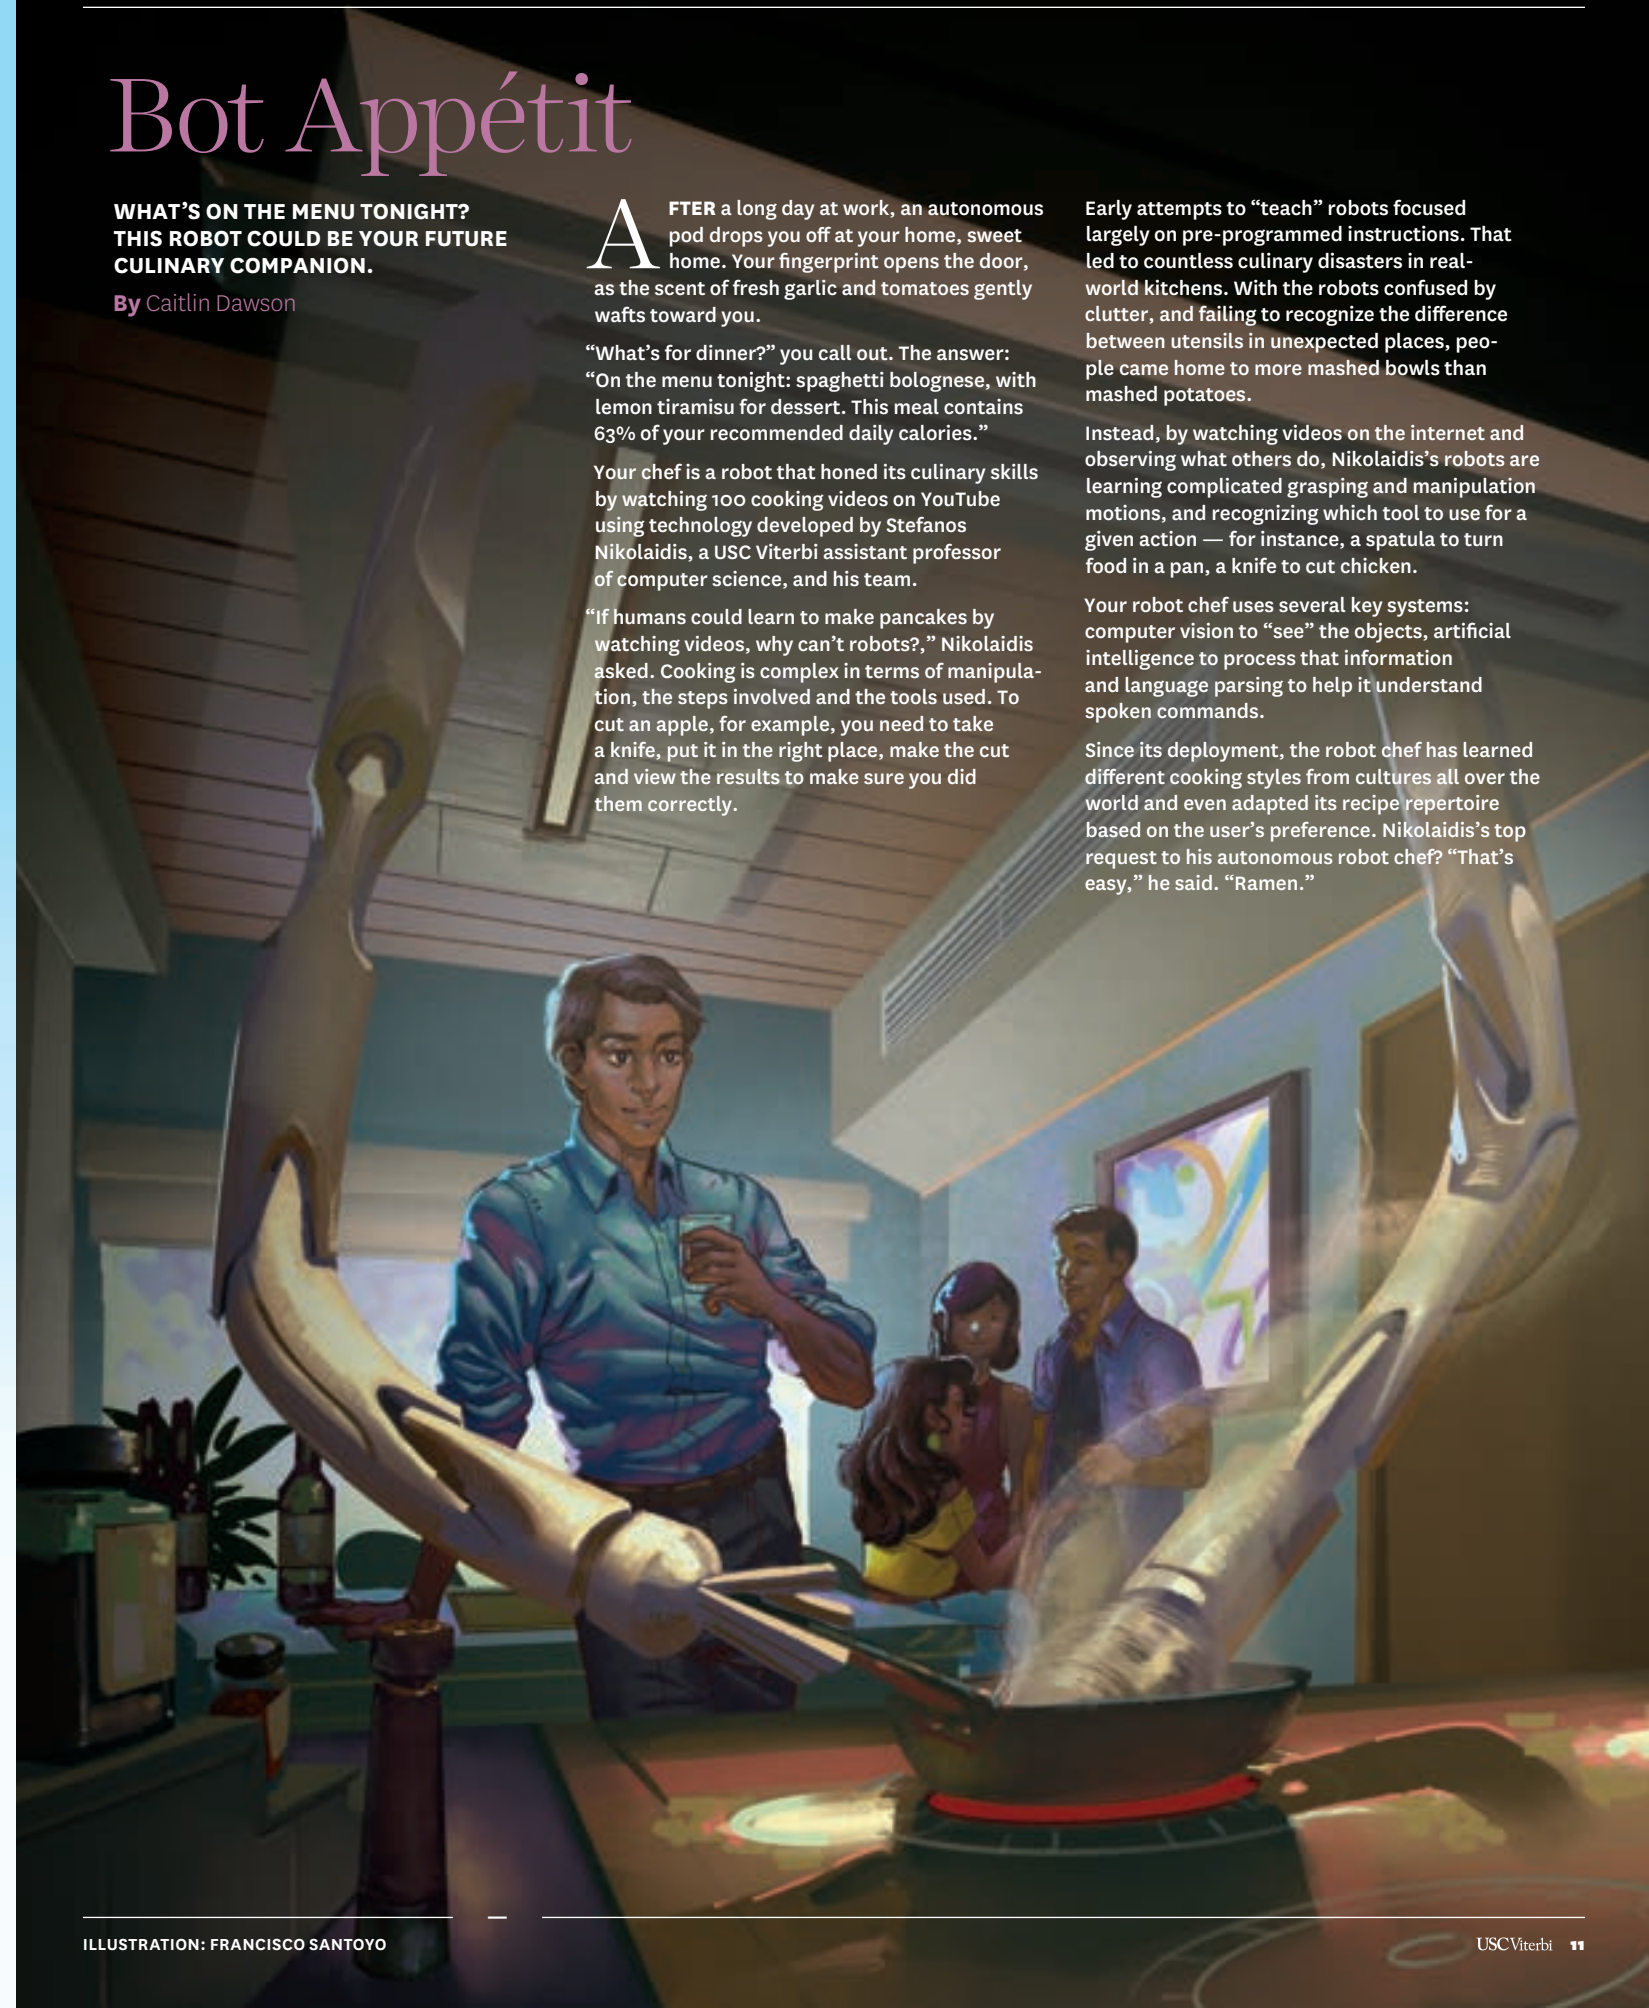 Bot Appétit
WHAT’S ON THE MENU TONIGHT?
THIS ROBOT COULD BE YOUR FUTURE
CULINARY COMPANION.
By Caitlin Dawson
AFTER a long day at work, an autonomous
pod drops you off at your home, sweet
home. Your fingerprint opens the door,
as the scent of fresh garlic and tomatoes gently
wafts toward you.
“What’s for dinner?” you call out. The answer:
“On the menu tonight: spaghetti bolognese, with
lemon tiramisu for dessert. This meal contains
63% of your recommended daily calories.”
Your chef is a robot that honed its culinary skills
by watching 100 cooking videos on YouTube
using technology developed by Stefanos
Nikolaidis, a USC Viterbi assistant professor
of computer science, and his team.
“If humans could learn to make pancakes by
watching videos, why can’t robots?,” Nikolaidis
asked. Cooking is complex in terms of manipula-
tion, the steps involved and the tools used. To
cut an apple, for example, you need to take
a knife, put it in the right place, make the cut
and view the results to make sure you did
them correctly.
Early attempts to “teach” robots focused
largely on pre-programmed instructions. That
led to countless culinary disasters in real-
world kitchens. With the robots confused by
clutter, and failing to recognize the difference
between utensils in unexpected places, peo-
ple came home to more mashed bowls than
mashed potatoes.
Instead, by watching videos on the internet and
observing what others do, Nikolaidis’s robots are
learning complicated grasping and manipulation
motions, and recognizing which tool to use for a
given action — for instance, a spatula to turn
food in a pan, a knife to cut chicken.
Your robot chef uses several key systems:
computer vision to “see” the objects, artificial
intelligence to process that information
and language parsing to help it understand
spoken commands.
Since its deployment, the robot chef has learned
different cooking styles from cultures all over the
world and even adapted its recipe repertoire
based on the user’s preference. Nikolaidis’s top
request to his autonomous robot chef? “That’s
easy,” he said. “Ramen.”
ILLUSTRATION: FRANCISCO SANTOYO
USC Viterbi 11